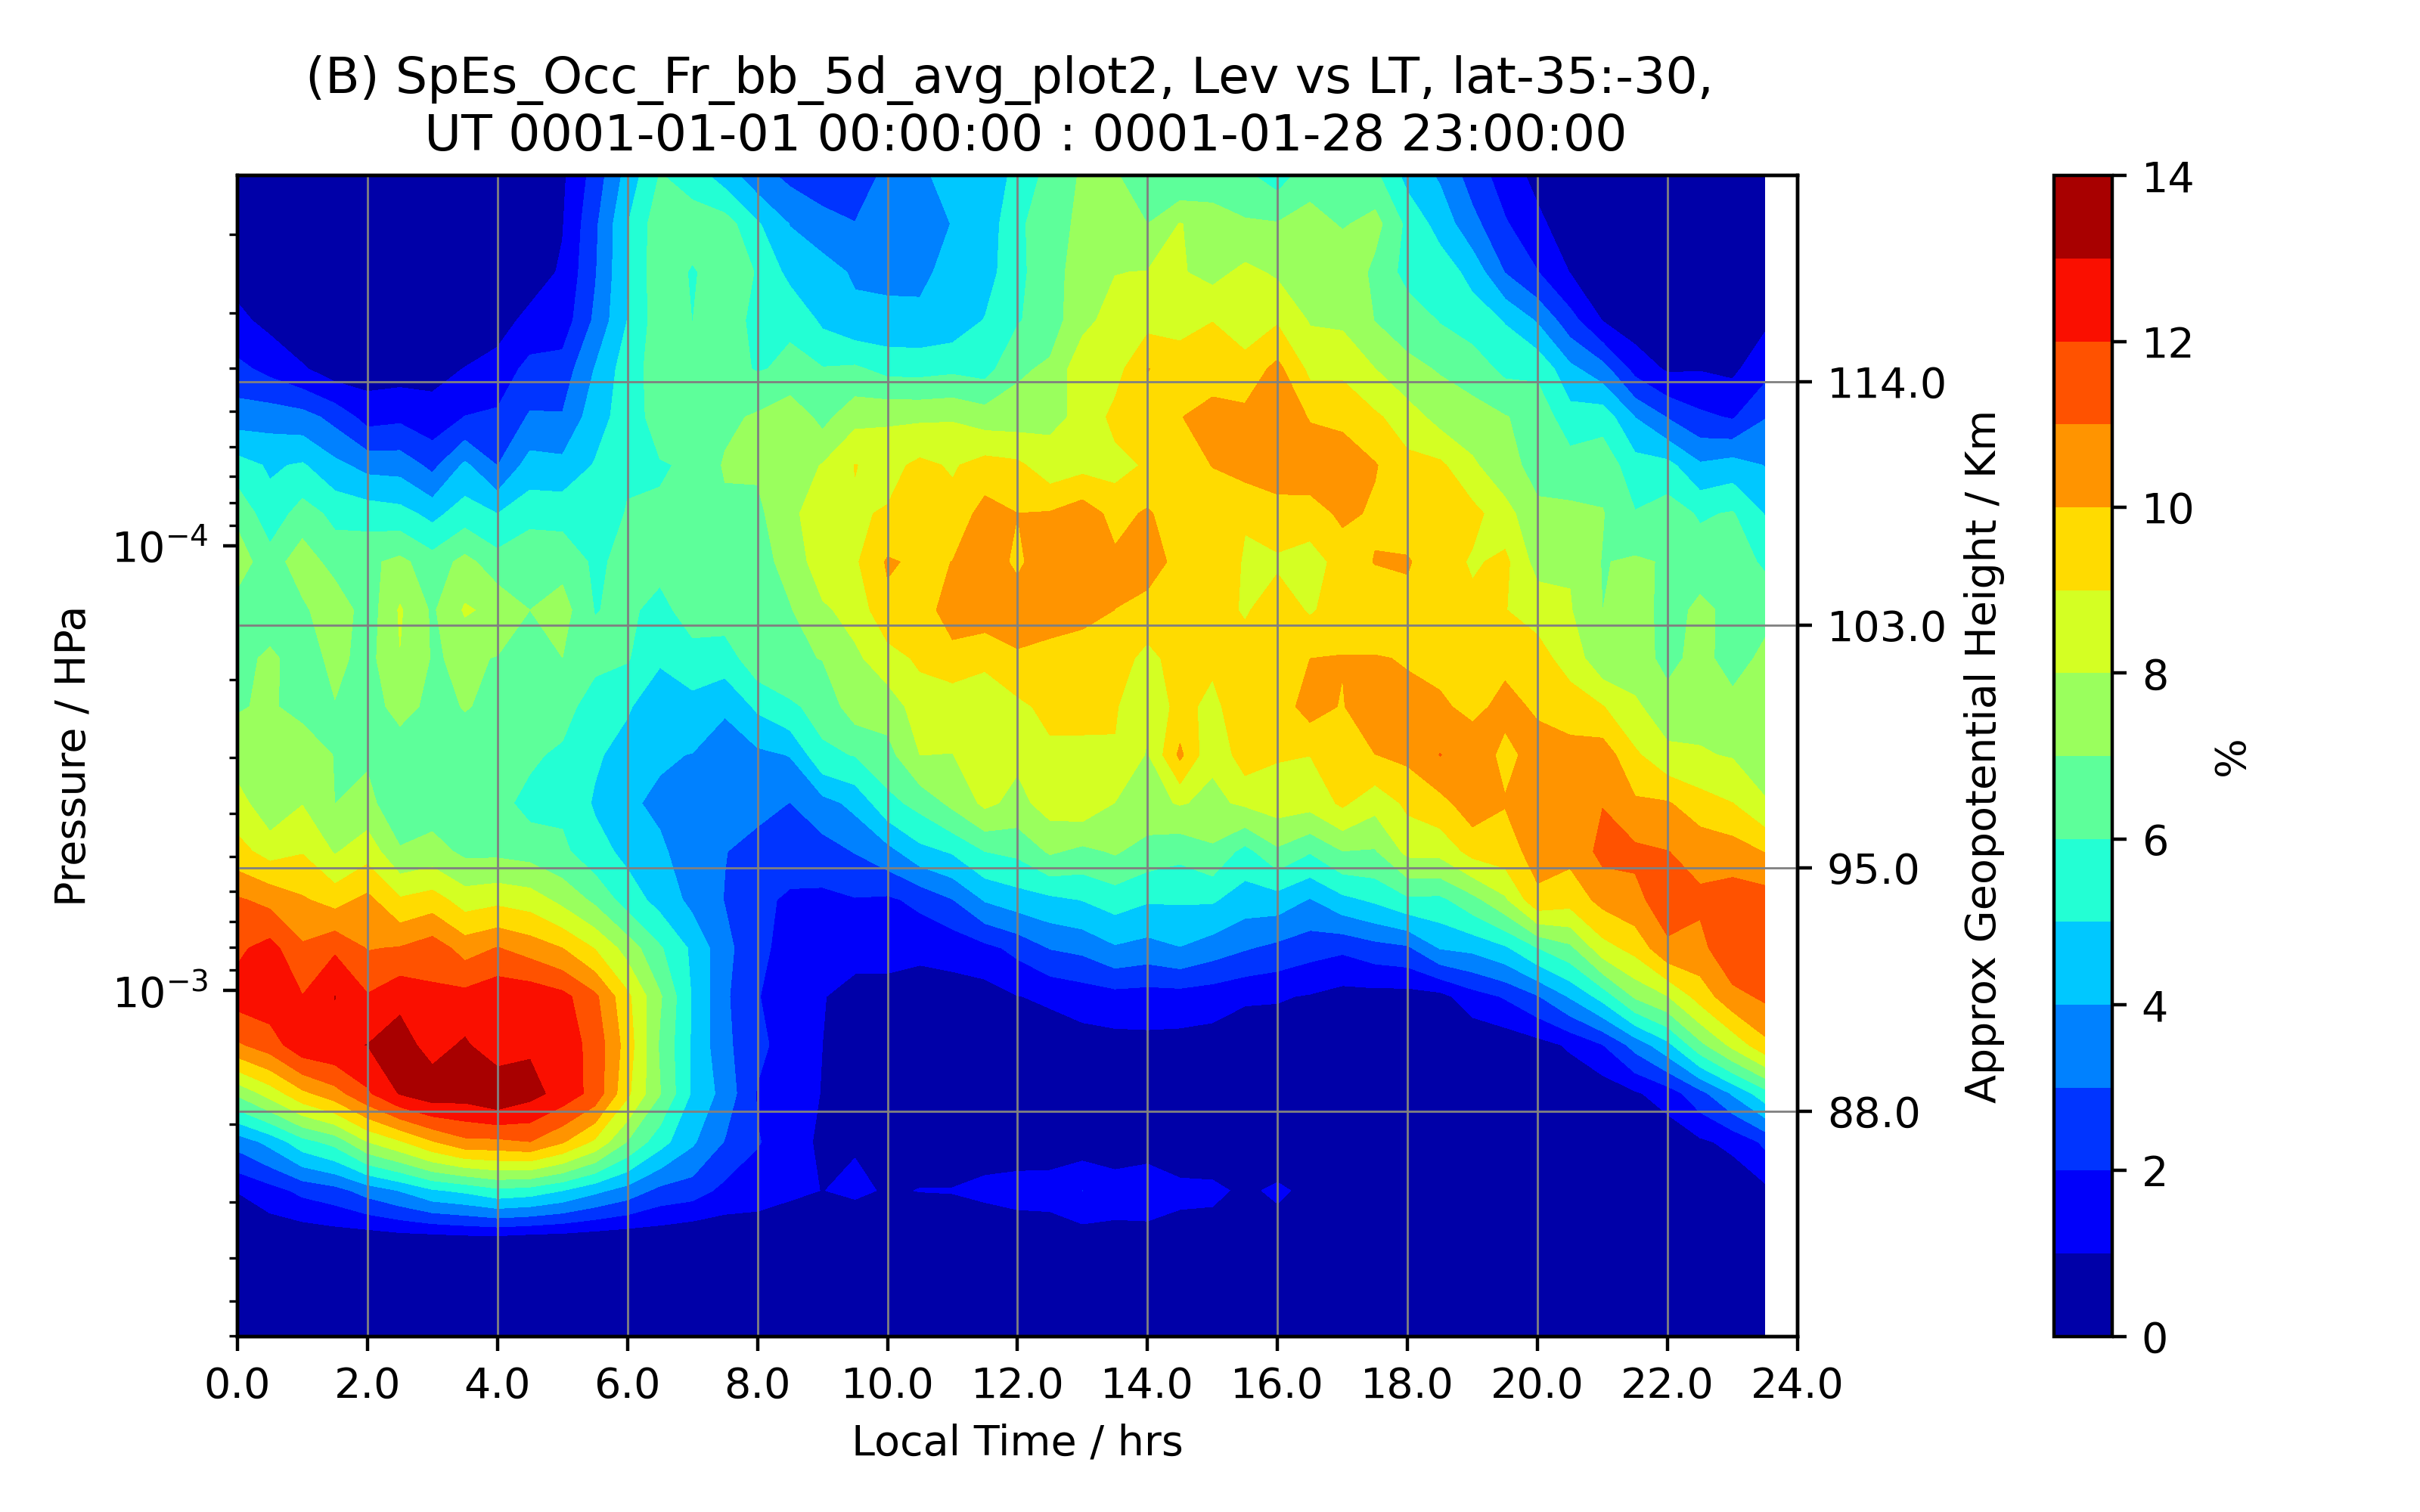 (B) SpEs_Occ_Fr_bb_5d_avg_plot2, Lev vs LT, lat-35:-30,
UT 0001-01-01 00:00:00 : 0001-01-28 23:00:00
Pressure / HPa
10⁻⁴
10⁻³
0.0 2.0 4.0 6.0 8.0 10.0 12.0 14.0 16.0 18.0 20.0 22.0 24.0
Local Time / hrs
114.0
103.0
95.0
88.0
Approx Geopotential Height / Km
14
12
10
8
6
4
2
0
%